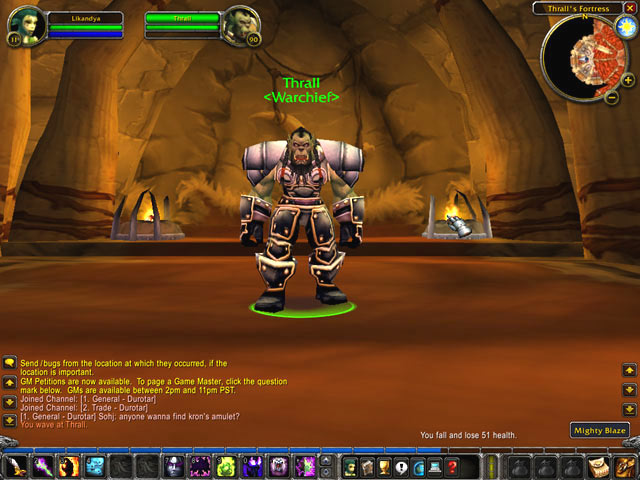 Likandya
Thrall
11
90
Thrall's Fortress
N
Thrall
<Warchief>
Send /bugs from the location at which they occurred, if the
location is important.
GM Petitions are now available. To page a Game Master, click the question
mark below. GMs are available between 2pm and 11pm PST.
Joined Channel: [1. General - Durotar]
Joined Channel: [2. Trade - Durotar]
[1. General - Durotar] Sohj: anyone wanna find kron's amulet?
You wave at Thrall.
You fall and lose 51 health.
Mighty Blaze